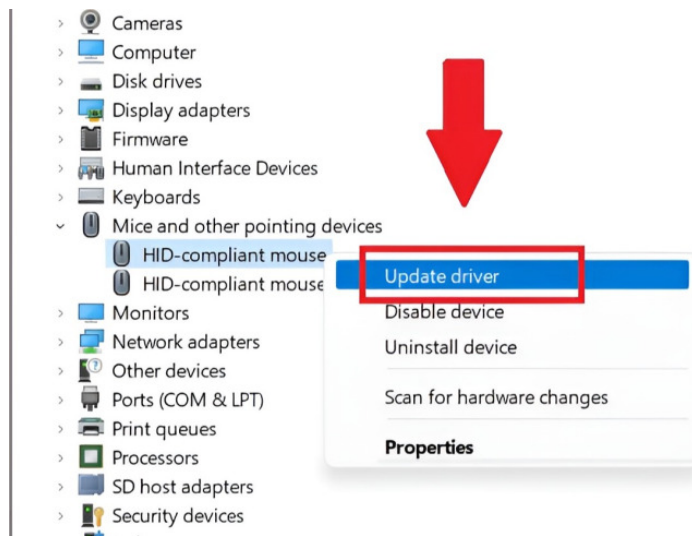 Cameras
Computer
Disk drives
Display adapters
Firmware
Human Interface Devices
Keyboards
Mice and other pointing devices
HID-compliant mouse
HID-compliant mouse
Monitors
Network adapters
Other devices
Ports (COM & LPT)
Print queues
Processors
SD host adapters
Security devices
Update driver
Disable device
Uninstall device
Scan for hardware changes
Properties